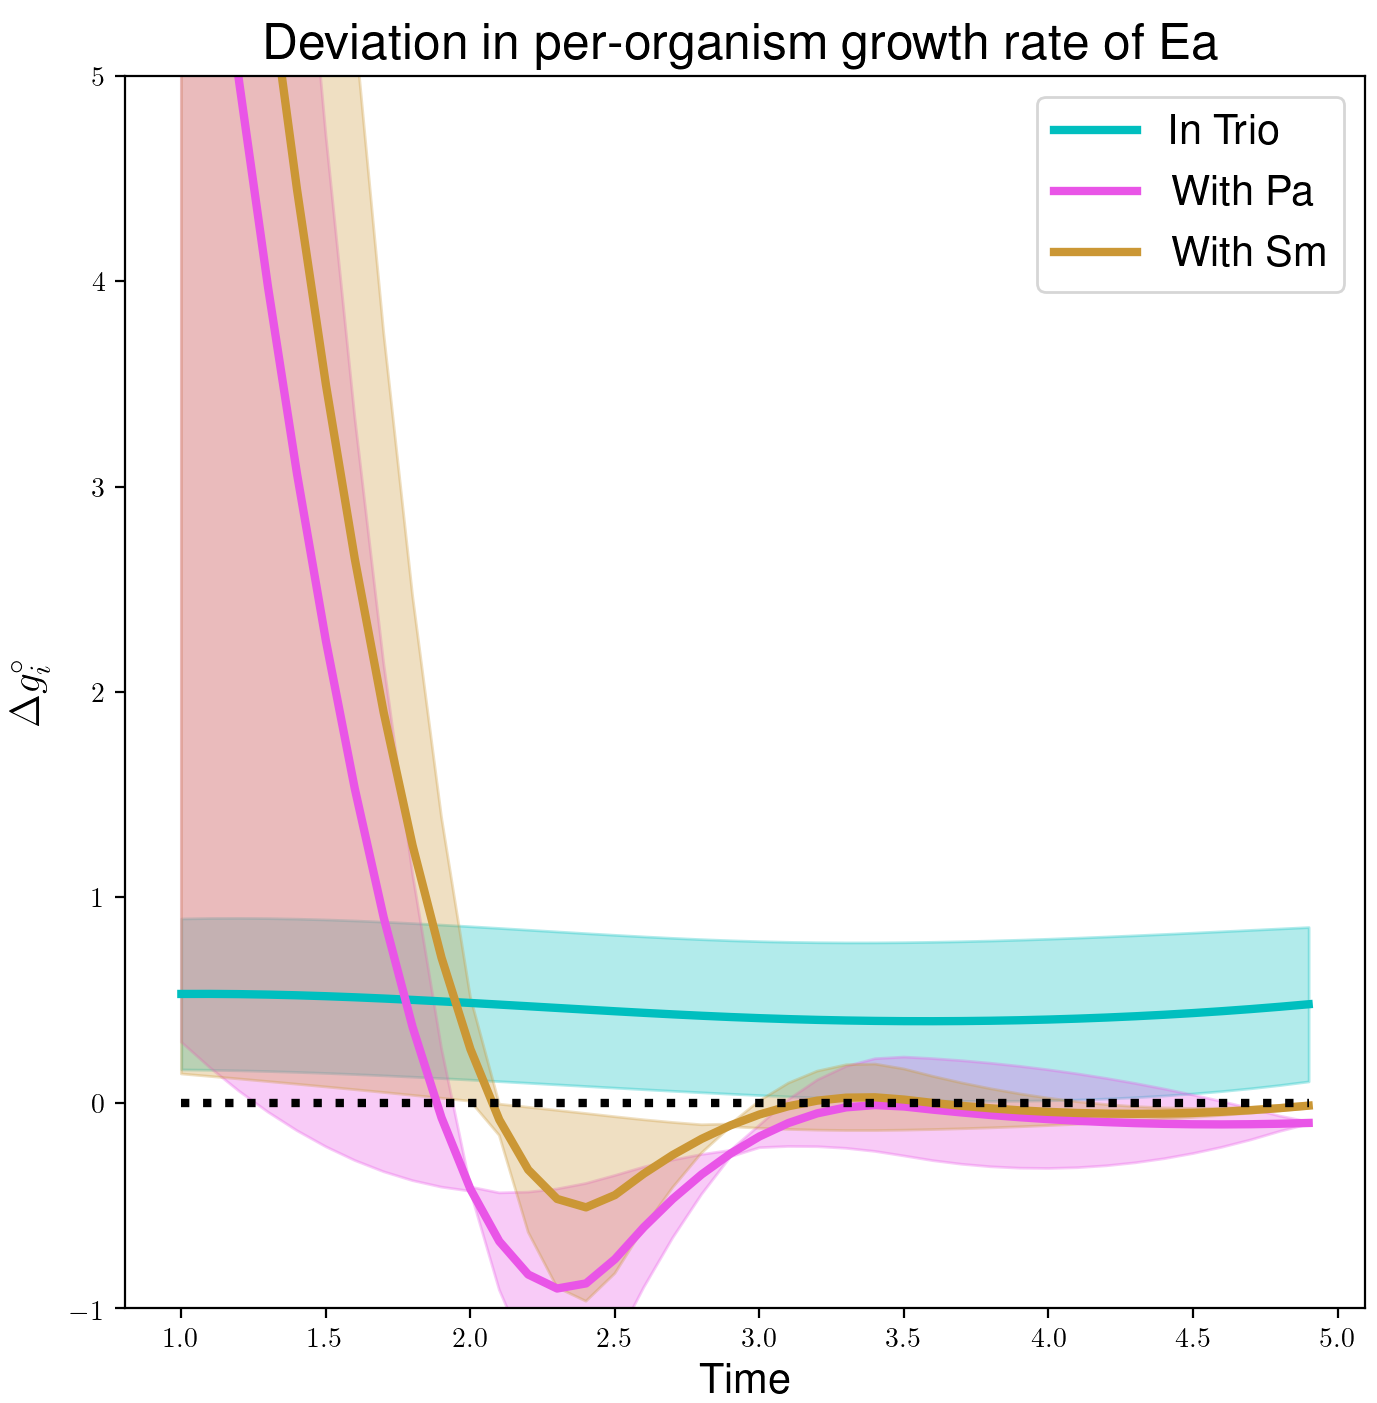 Deviation in per-organism growth rate of Ea
5
4
3
2
1
0
−1
Δg_i^∘
In Trio
With Pa
With Sm
1.0 1.5 2.0 2.5 3.0 3.5 4.0 4.5 5.0
Time